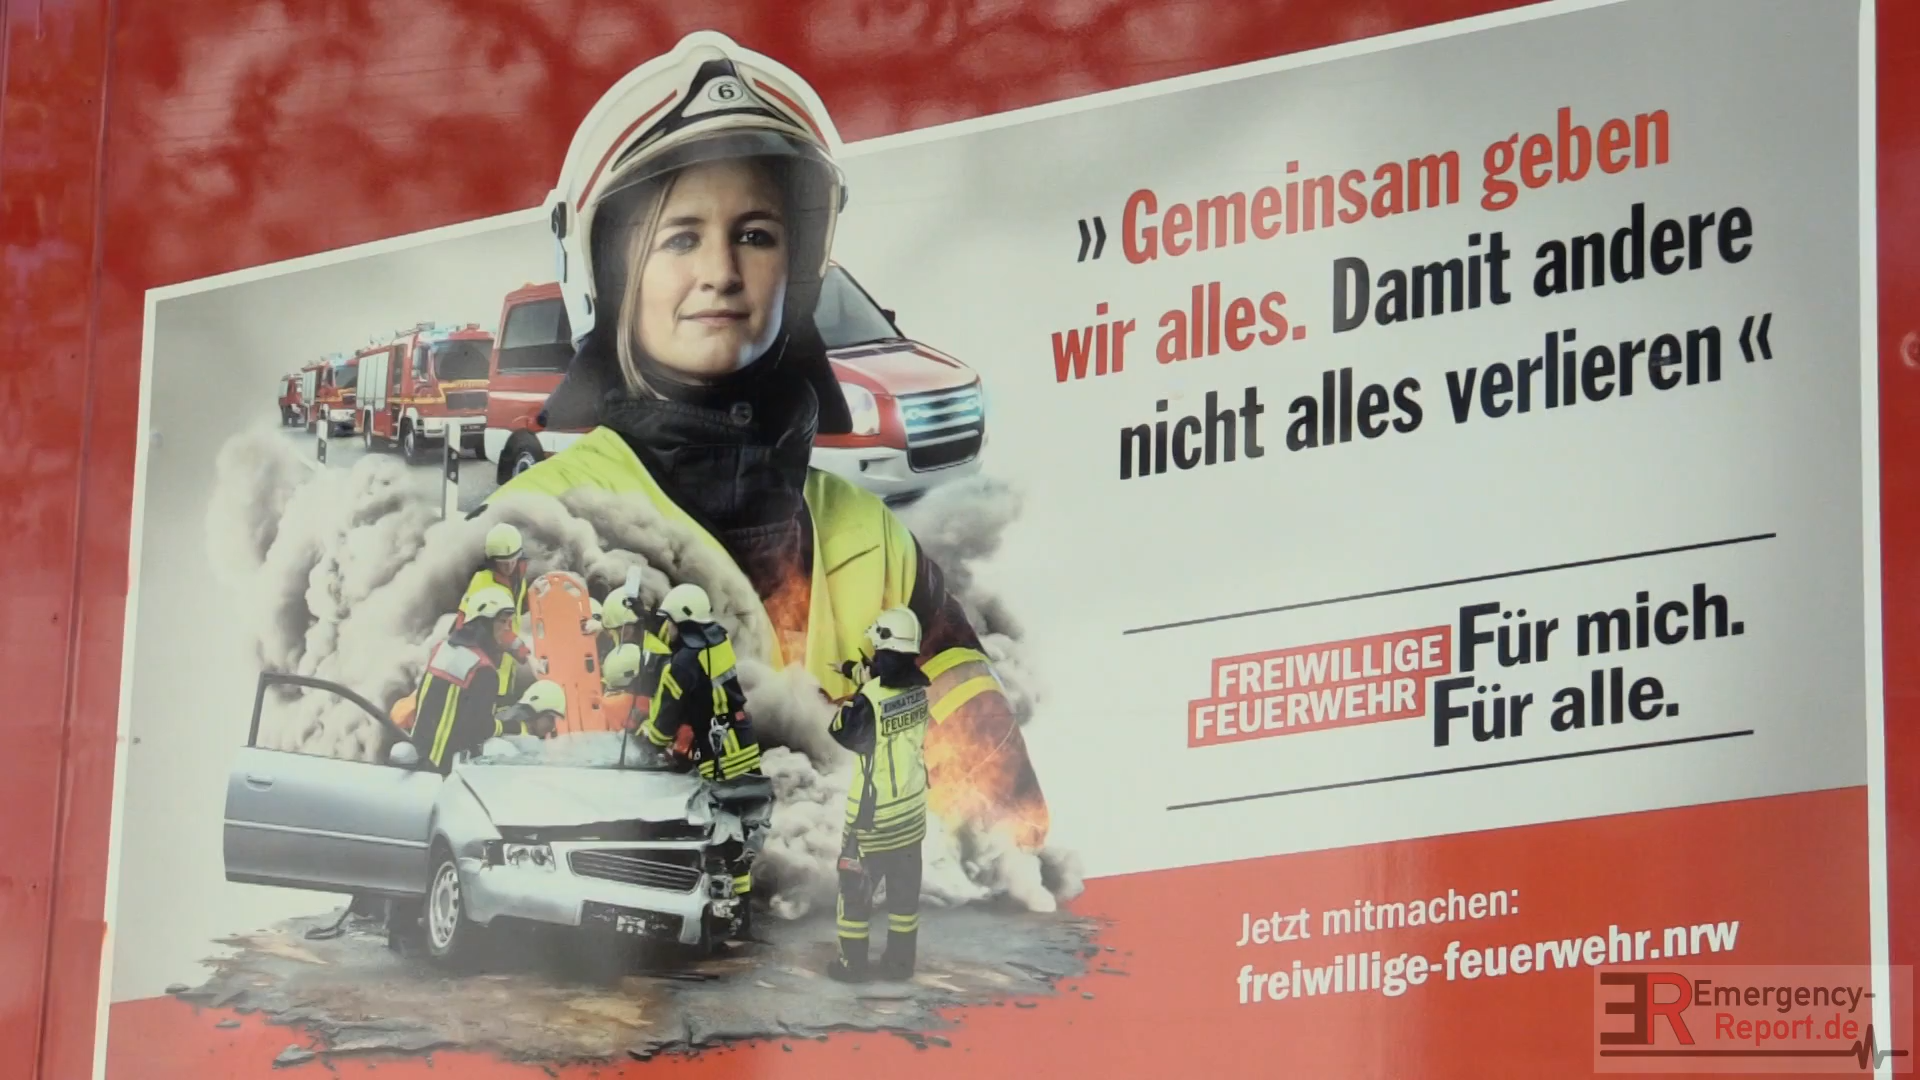 6
» Gemeinsam geben
wir alles. Damit andere
nicht alles verlieren «
FREIWILLIGE
FEUERWEHR
Für mich.
Für alle.
FEUERWEHR
Jetzt mitmachen:
freiwillige-feuerwehr.nrw
ER Emergency-
Report.de